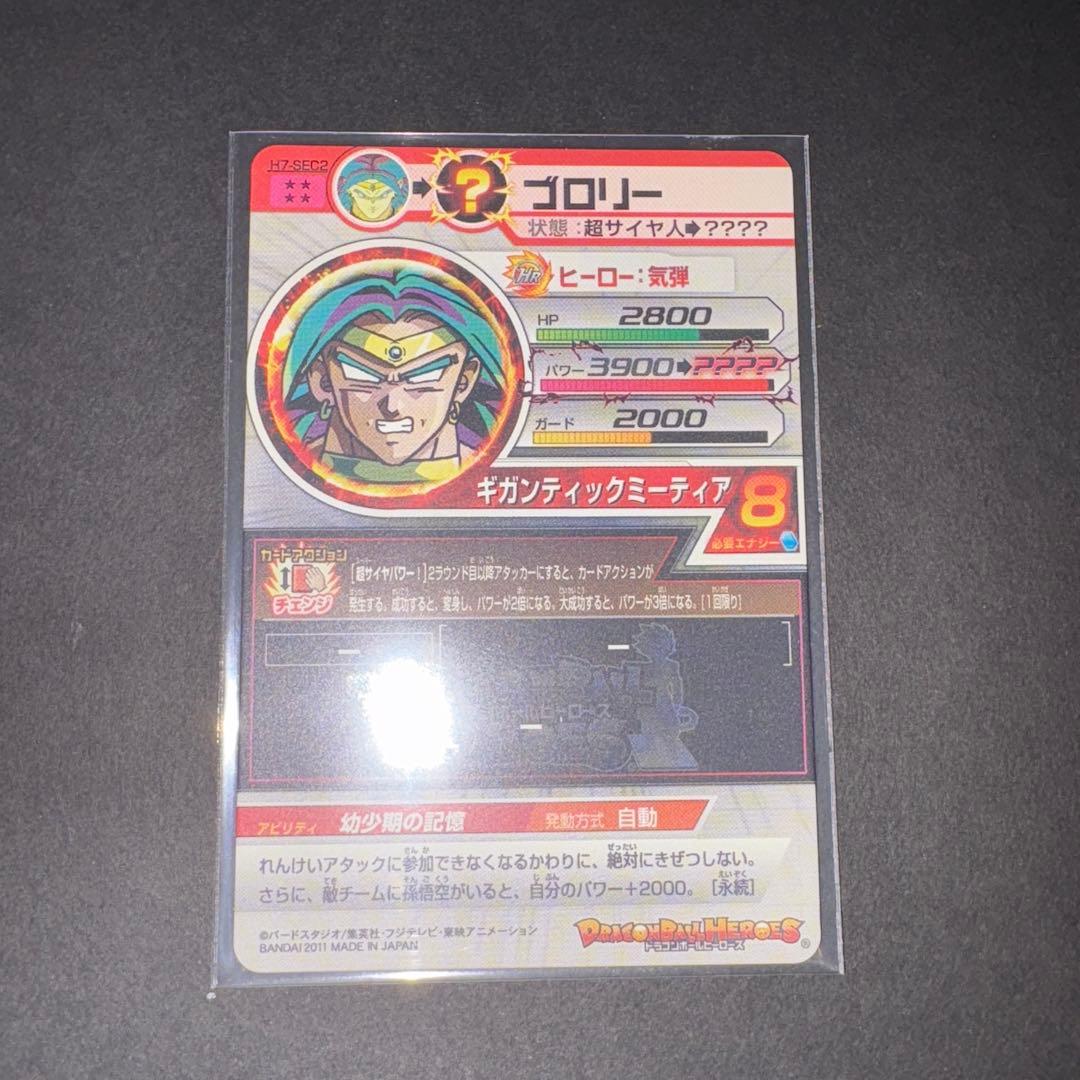 H7-SEC2
ブロリー
状態:超サイヤ人➡????
HR ヒーロー:気弾
HP 2800
パワー 3900➡????
ガード 2000
ギガンティックミーティア
8
必要エナジー
カードアクション
チェンジ
[超サイヤパワー!]2ラウンド目以降アタッカーにすると、カードアクションが
発生する。成功すると、変身し、パワーが2倍になる。大成功すると、パワーが3倍になる。[1回限り]
ー
ー
ー
アビリティ 幼少期の記憶 発動方式 自動
れんけいアタックに参加できなくなるかわりに、絶対にきぜつしない。
さらに、敵チームに孫悟空がいると、自分のパワー+2000。[永続]
©バードスタジオ/集英社・フジテレビ・東映アニメーション
BANDAI 2011 MADE IN JAPAN
DRAGONBALL HEROES
ドラゴンボールヒーローズ
®